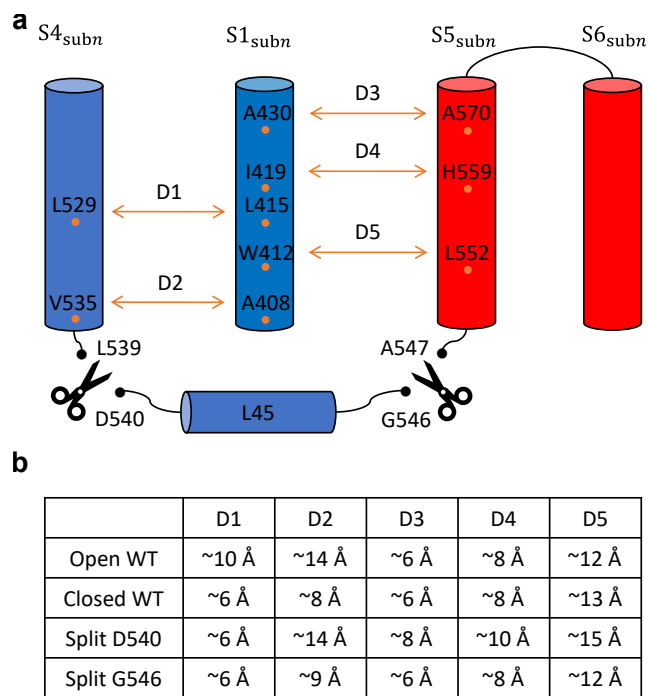 a
S4subn S1subn S5subn S6subn
A430 D3 A570
I419 D4 H559
L529 D1 L415
W412 D5 L552
V535 D2 A408
L539 A547
D540 L45 G546
b
D1 D2 D3 D4 D5
Open WT ~10 Å ~14 Å ~6 Å ~8 Å ~12 Å
Closed WT ~6 Å ~8 Å ~6 Å ~8 Å ~13 Å
Split D540 ~6 Å ~14 Å ~8 Å ~10 Å ~15 Å
Split G546 ~6 Å ~9 Å ~6 Å ~8 Å ~12 Å